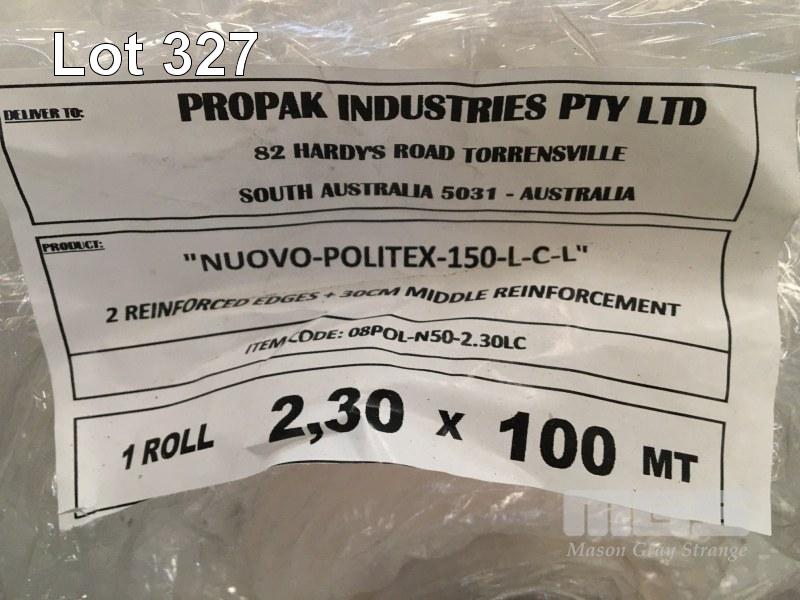 Lot 327
DELIVER TO:
PROPAK INDUSTRIES PTY LTD
82 HARDY'S ROAD TORRENSVILLE
SOUTH AUSTRALIA 5031 - AUSTRALIA
PRODUCT:
"NUOVO-POLITEX-150-L-C-L"
2 REINFORCED EDGES + 30CM MIDDLE REINFORCEMENT
ITEM CODE: 08POL-N50-2.30LC
1 ROLL 2,30 x 100 MT
MGS
Mason Gray Strange